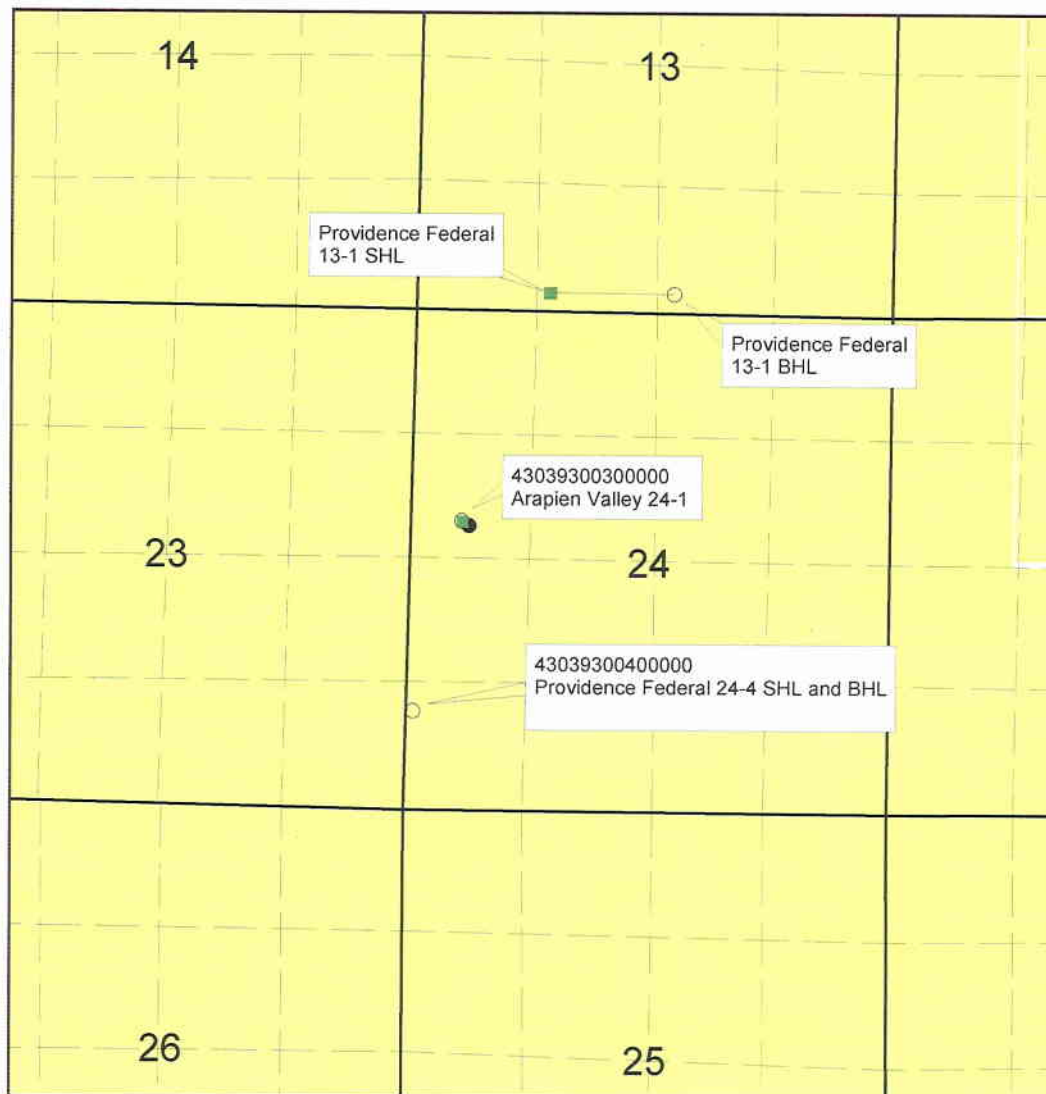 14
13
Providence Federal
13-1 SHL
Providence Federal
13-1 BHL
43039300300000
Arapien Valley 24-1
23
24
43039300400000
Providence Federal 24-4 SHL and BHL
26
25